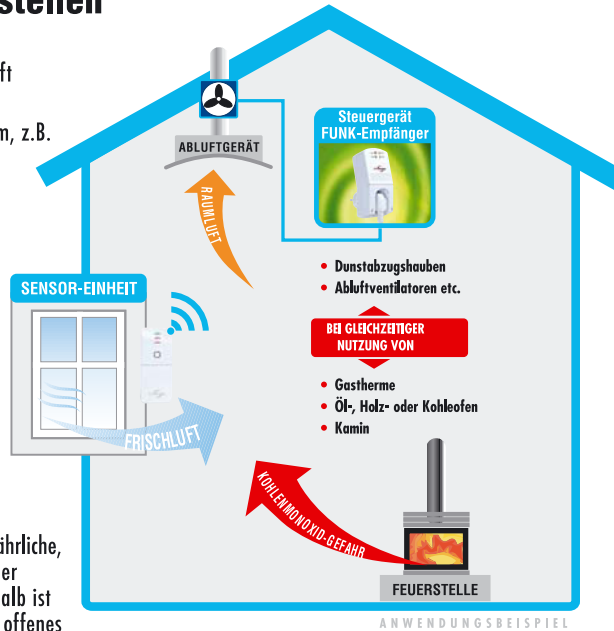 stellen
ft
m, z.B.
ABLUFTGERÄT
Steuergerät
FUNK-Empfänger
RAUMLUFT
• Dunstabzugshauben
• Abluftventilatoren etc.
SENSOR-EINHEIT
BEI GLEICHZEITIGER
NUTZUNG VON
• Gastherme
• Öl-, Holz- oder Kohleofen
• Kamin
FRISCHLUFT
KOHLENMONOXID-GEFAHR
ährliche,
er
alb ist
offenes
FEUERSTELLE
ANWENDUNGSBEISPIEL